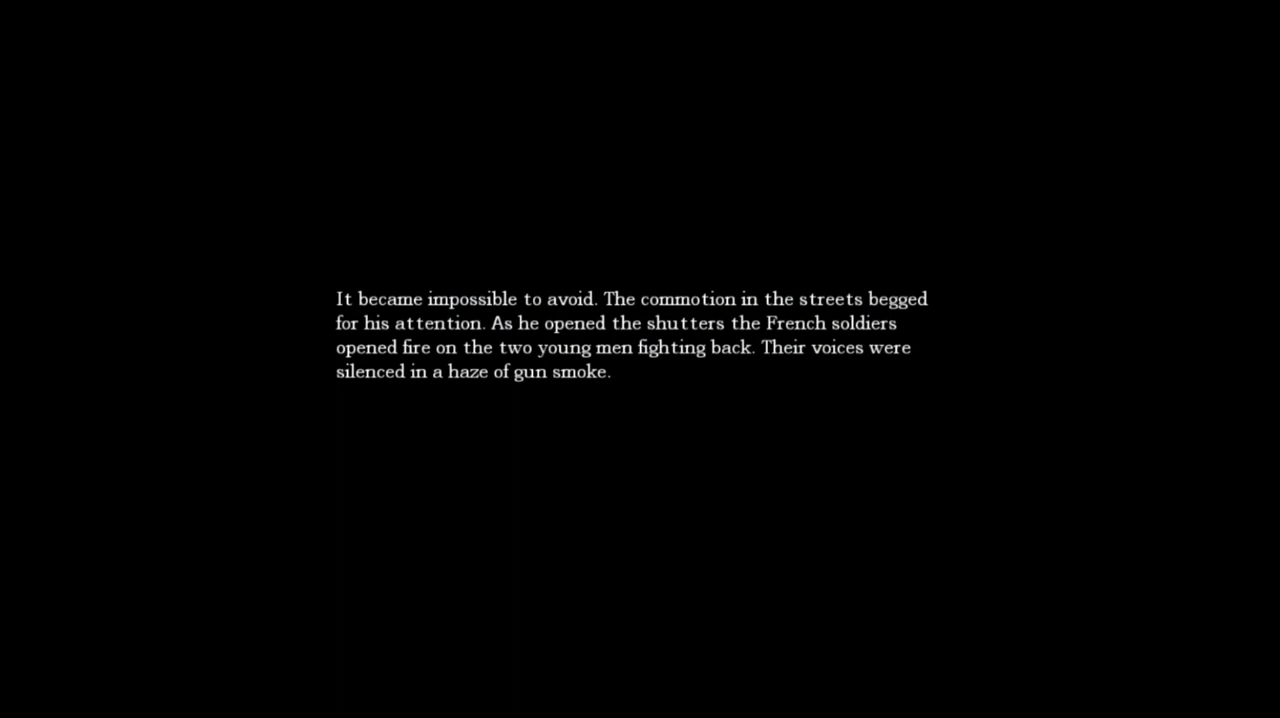 It became impossible to avoid. The commotion in the streets begged
for his attention. As he opened the shutters the French soldiers
opened fire on the two young men fighting back. Their voices were
silenced in a haze of gun smoke.